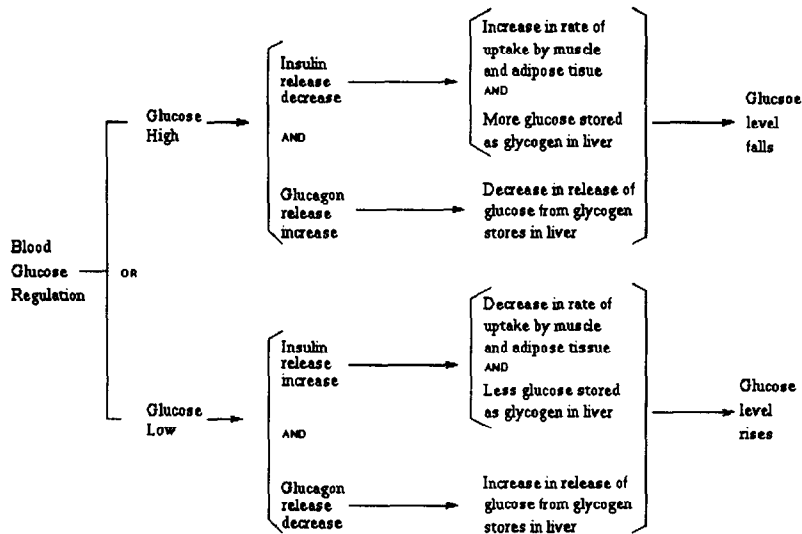 Blood
Glucose
Regulation
OR
Glucose
High
Insulin
release
decrease
AND
Glucagon
release
increase
Increase in rate of
uptake by muscle
and adipose tisue
AND
More glucose stored
as glycogen in liver
Decrease in release of
glucose from glycogen
stores in liver
Glucsoe
level
falls
Glucose
Low
Insulin
release
increase
AND
Glucagon
release
decrease
Decrease in rate of
uptake by muscle
and adipose tissue
AND
Less glucose stored
as glycogen in liver
Increase in release of
glucose from glycogen
stores in liver
Glucose
level
rises